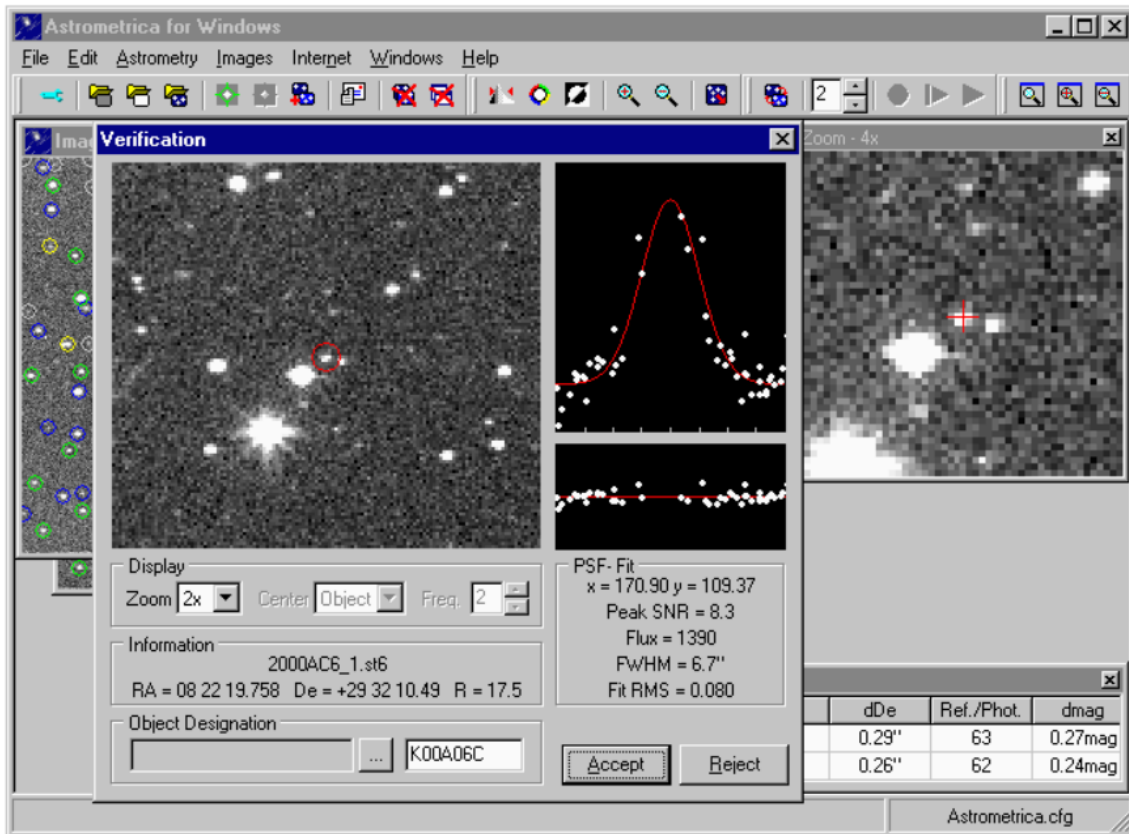 Astrometrica for Windows
File Edit Astrometry Images Internet Windows Help
2
Verification
Zoom - 4x
Display
Zoom 2x Center Object Freq. 2
Information
2000AC6_1.st6
RA = 08 22 19.758 De = +29 32 10.49 R = 17.5
Object Designation
... K00A06C
PSF- Fit
x = 170.90 y = 109.37
Peak SNR = 8.3
Flux = 1390
FWHM = 6.7"
Fit RMS = 0.080
Accept Reject
dDe Ref./Phot. dmag
0.29" 63 0.27mag
0.26" 62 0.24mag
Astrometrica.cfg